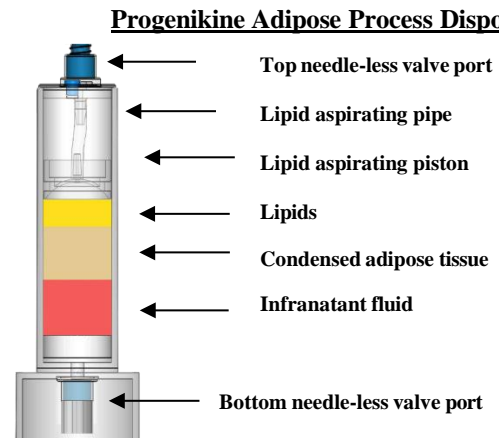 Progenikine Adipose Process Dispo
Top needle-less valve port
Lipid aspirating pipe
Lipid aspirating piston
Lipids
Condensed adipose tissue
Infranatant fluid
Bottom needle-less valve port